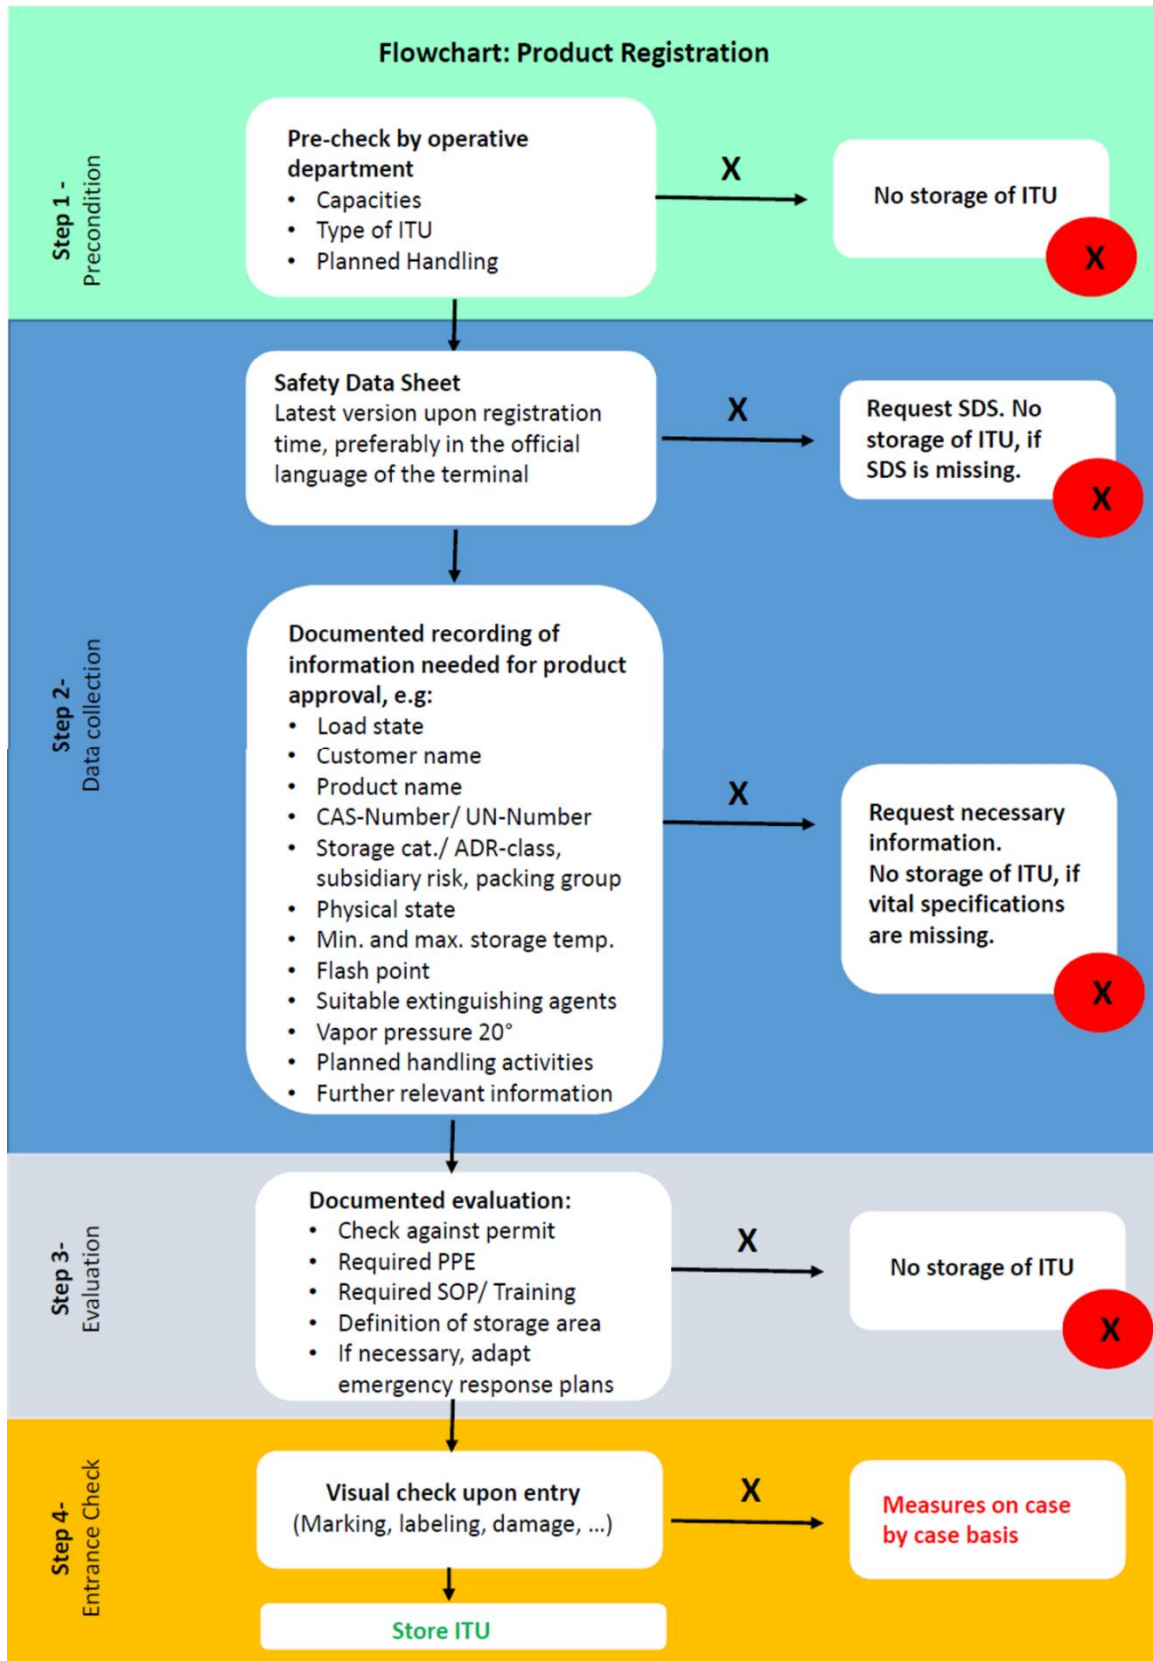 Flowchart: Product Registration
Step 1 -
Precondition
Pre-check by operative
department
• Capacities
• Type of ITU
• Planned Handling
X
No storage of ITU
X
Step 2-
Data collection
Safety Data Sheet
Latest version upon registration
time, preferably in the official
language of the terminal
X
Request SDS. No
storage of ITU, if
SDS is missing.
X
Documented recording of
information needed for product
approval, e.g:
• Load state
• Customer name
• Product name
• CAS-Number/ UN-Number
• Storage cat./ ADR-class,
subsidiary risk, packing group
• Physical state
• Min. and max. storage temp.
• Flash point
• Suitable extinguishing agents
• Vapor pressure 20°
• Planned handling activities
• Further relevant information
X
Request necessary
information.
No storage of ITU, if
vital specifications
are missing.
X
Step 3-
Evaluation
Documented evaluation:
• Check against permit
• Required PPE
• Required SOP/ Training
• Definition of storage area
• If necessary, adapt
emergency response plans
X
No storage of ITU
X
Step 4-
Entrance Check
Visual check upon entry
(Marking, labeling, damage, ...)
X
Measures on case
by case basis
Store ITU